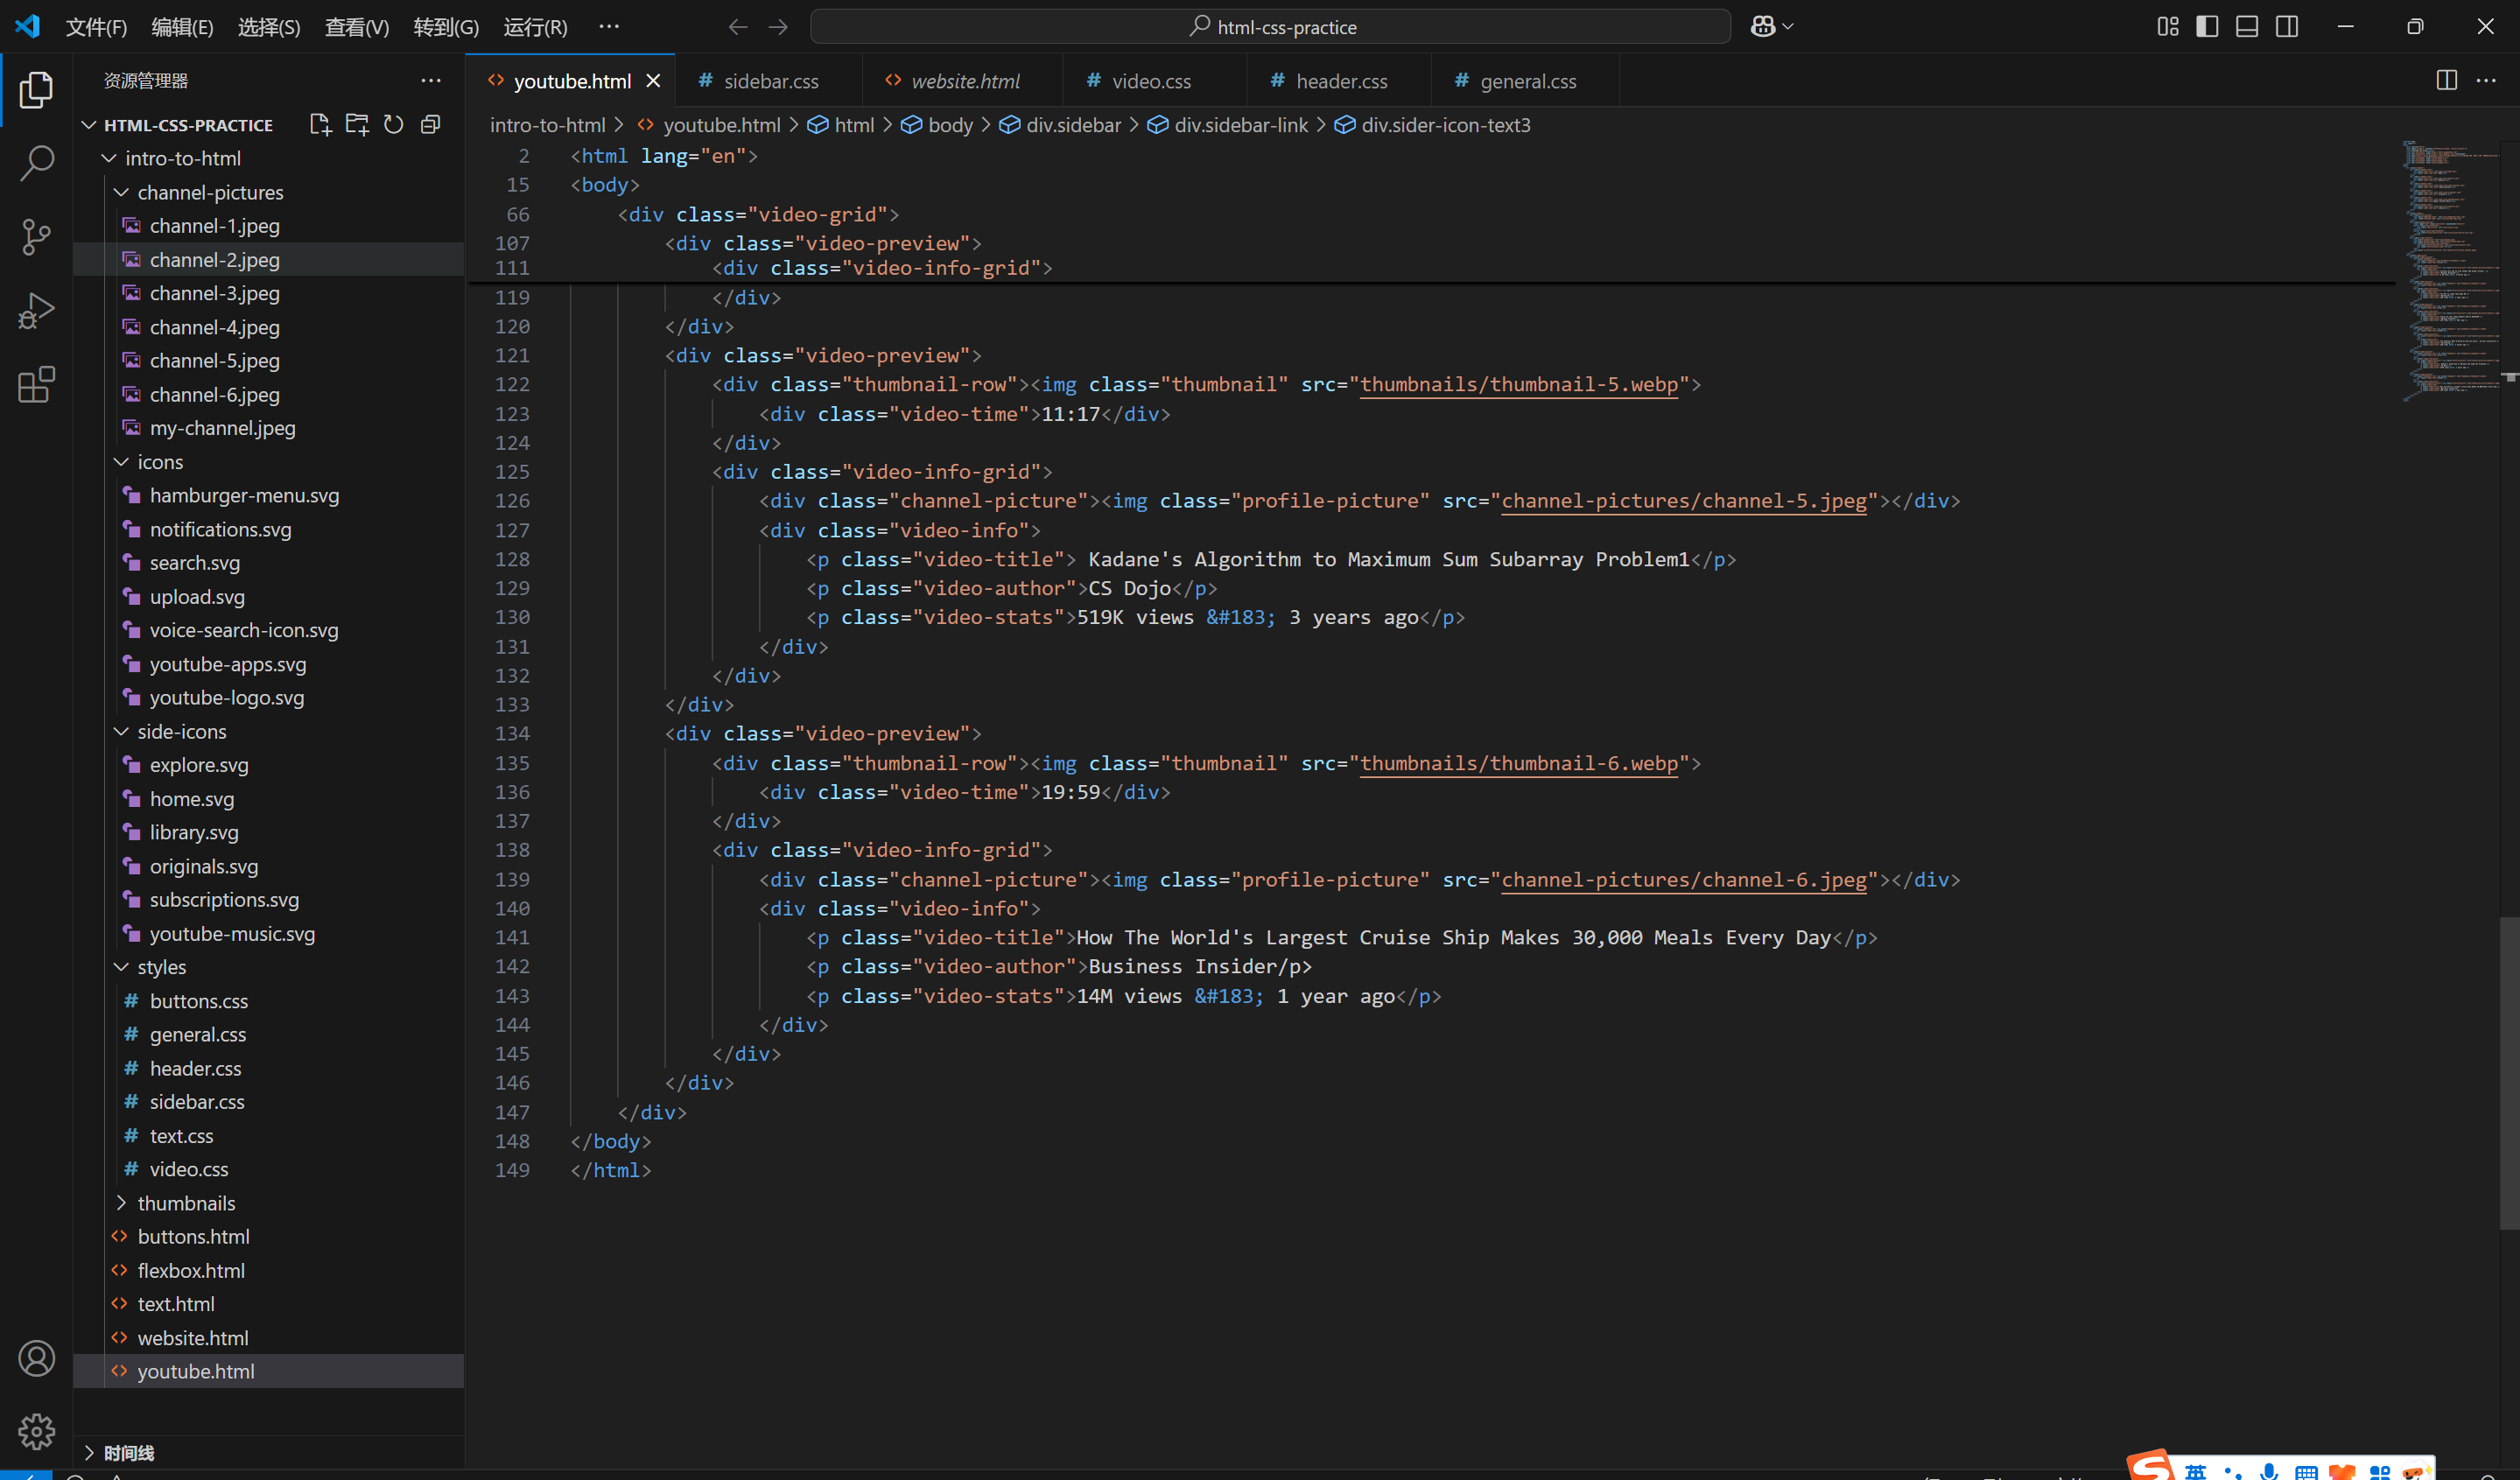 文件(F) 编辑(E) 选择(S) 查看(V) 转到(G) 运行(R) ··· html-css-practice
资源管理器 ···
youtube.html sidebar.css website.html video.css header.css general.css
HTML-CSS-PRACTICE
intro-to-html > youtube.html > html > body > div.sidebar > div.sidebar-link > div.sider-icon-text3
intro-to-html
channel-pictures
channel-1.jpeg
channel-2.jpeg
channel-3.jpeg
channel-4.jpeg
channel-5.jpeg
channel-6.jpeg
my-channel.jpeg
icons
hamburger-menu.svg
notifications.svg
search.svg
upload.svg
voice-search-icon.svg
youtube-apps.svg
youtube-logo.svg
side-icons
explore.svg
home.svg
library.svg
originals.svg
subscriptions.svg
youtube-music.svg
styles
buttons.css
general.css
header.css
sidebar.css
text.css
video.css
thumbnails
buttons.html
flexbox.html
text.html
website.html
youtube.html
时间线
2 <html lang="en">
15 <body>
66 <div class="video-grid">
107 <div class="video-preview">
111 <div class="video-info-grid">
119 </div>
120 </div>
121 <div class="video-preview">
122 <div class="thumbnail-row"><img class="thumbnail" src="thumbnails/thumbnail-5.webp">
123 <div class="video-time">11:17</div>
124 </div>
125 <div class="video-info-grid">
126 <div class="channel-picture"><img class="profile-picture" src="channel-pictures/channel-5.jpeg"></div>
127 <div class="video-info">
128 <p class="video-title"> Kadane's Algorithm to Maximum Sum Subarray Problem1</p>
129 <p class="video-author">CS Dojo</p>
130 <p class="video-stats">519K views &#183; 3 years ago</p>
131 </div>
132 </div>
133 </div>
134 <div class="video-preview">
135 <div class="thumbnail-row"><img class="thumbnail" src="thumbnails/thumbnail-6.webp">
136 <div class="video-time">19:59</div>
137 </div>
138 <div class="video-info-grid">
139 <div class="channel-picture"><img class="profile-picture" src="channel-pictures/channel-6.jpeg"></div>
140 <div class="video-info">
141 <p class="video-title">How The World's Largest Cruise Ship Makes 30,000 Meals Every Day</p>
142 <p class="video-author">Business Insider/p>
143 <p class="video-stats">14M views &#183; 1 year ago</p>
144 </div>
145 </div>
146 </div>
147 </div>
148 </body>
149 </html>
英